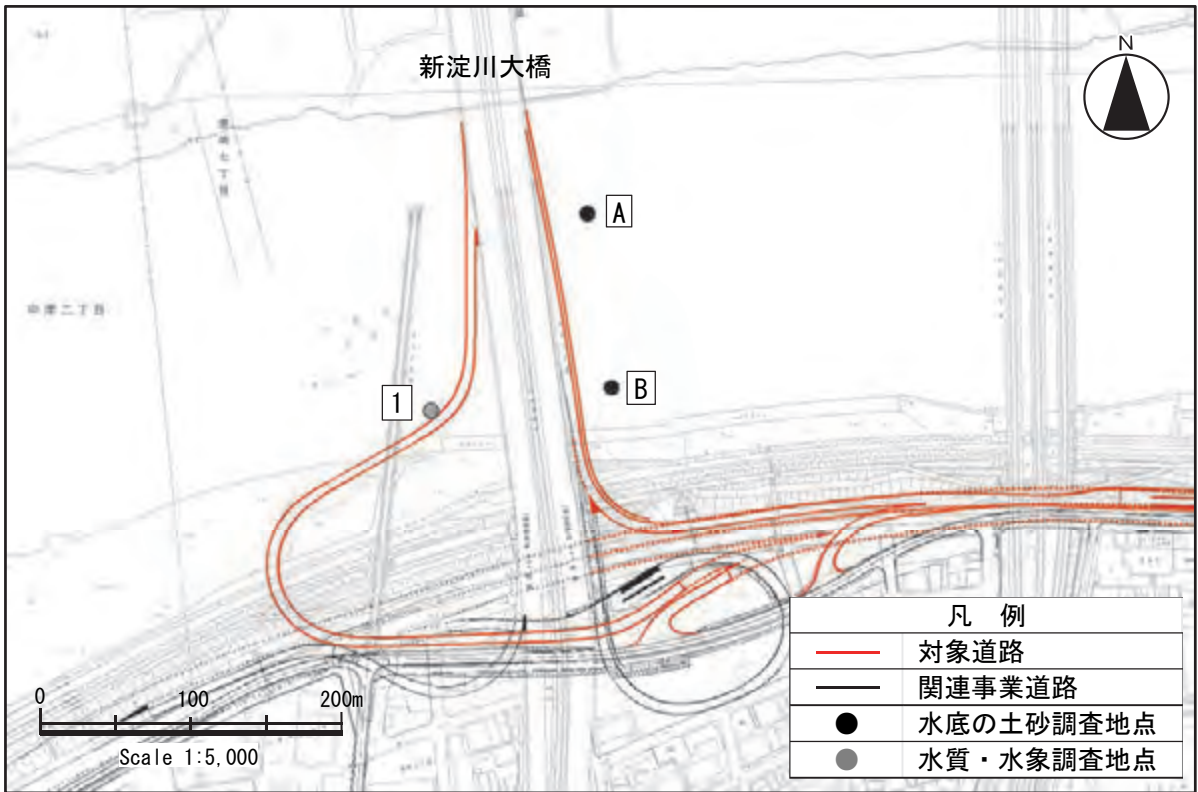 新淀川大橋
N
A
B
1
凡 例
対象道路
関連事業道路
水底の土砂調査地点
水質・水象調査地点
0 100 200m
Scale 1:5,000